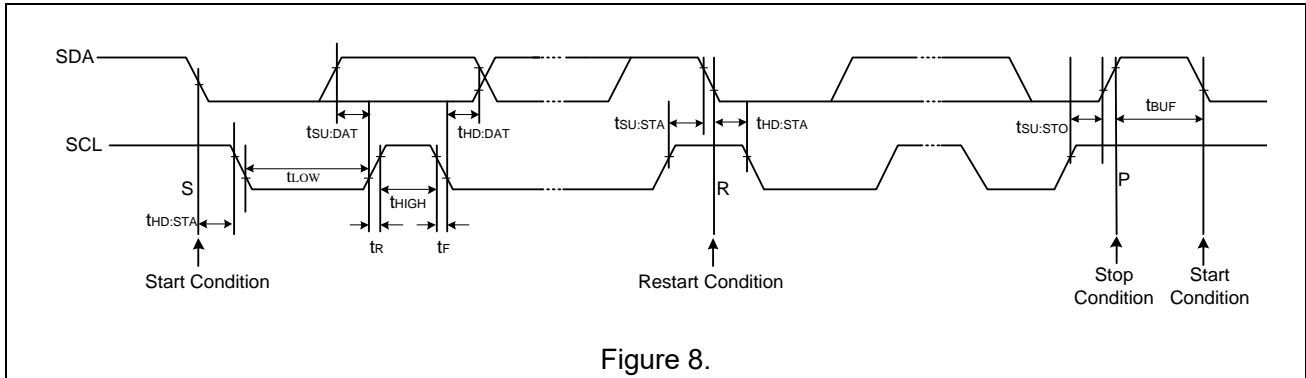 SDA
tSU:DAT
tHD:DAT
tSU:STA
tHD:STA
tSU:STO
tBUF
SCL
S
tLOW
tHIGH
R
P
tHD:STA
tR
tF
Start Condition
Restart Condition
Stop
Condition
Start
Condition
Figure 8.